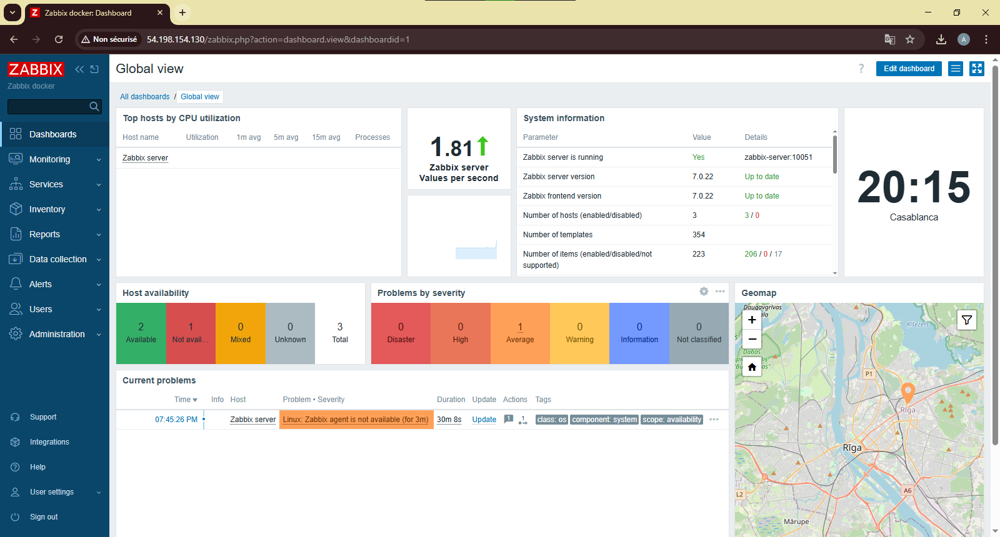 Zabbix docker: Dashboard
Non sécurisé
54.198.154.130/zabbix.php?action=dashboard.view&dashboardid=1
A
ZABBIX
Zabbix docker
Dashboards
Monitoring
Services
Inventory
Reports
Data collection
Alerts
Users
Administration
Support
Integrations
Help
User settings
Sign out
Global view
? Edit dashboard
All dashboards / Global view
Top hosts by CPU utilization
Host name Utilization 1m avg 5m avg 15m avg Processes
Zabbix server
1.81
Zabbix server
Values per second
System information
Parameter Value Details
Zabbix server is running Yes zabbix-server:10051
Zabbix server version 7.0.22 Up to date
Zabbix frontend version 7.0.22 Up to date
Number of hosts (enabled/disabled) 3 3 / 0
Number of templates 354
Number of items (enabled/disabled/not supported) 223 206 / 0 / 17
20:15
Casablanca
Host availability
2 Available
1 Not avail...
0 Mixed
0 Unknown
3 Total
Problems by severity
0 Disaster
0 High
1 Average
0 Warning
0 Information
0 Not classified
Current problems
Time Info Host Problem • Severity Duration Update Actions Tags
07:45:26 PM Zabbix server Linux: Zabbix agent is not available (for 3m) 30m 8s Update 1 1 class: os component: system scope: availability
Geomap
Daugavgrīvas
+
−
Ķīšezers
Dabas
P1
Rīga
Rīga
A6
L2
Mārupe